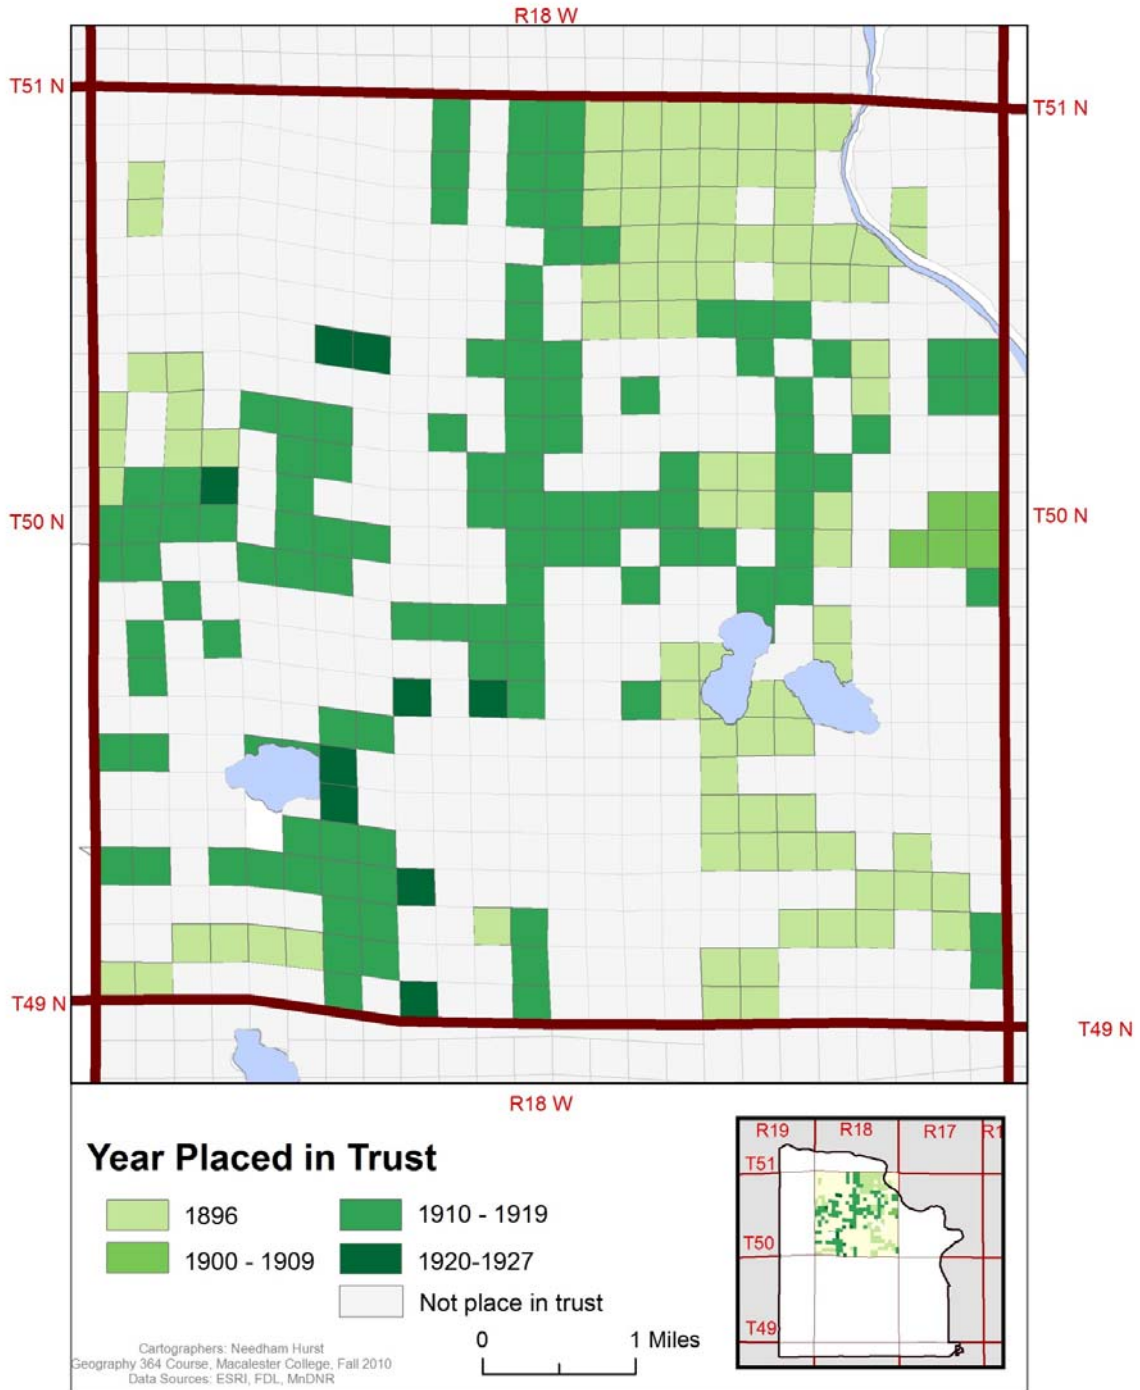 R18 W
T51 N
T51 N
T50 N
T50 N
T49 N
T49 N
R18 W
Year Placed in Trust
1896
1900 - 1909
1910 - 1919
1920-1927
Not place in trust
0 1 Miles
Cartographers: Needham Hurst
Geography 364 Course, Macalester College, Fall 2010
Data Sources: ESRI, FDL, MnDNR
R19 R18 R17 R1
T51
T50
T49